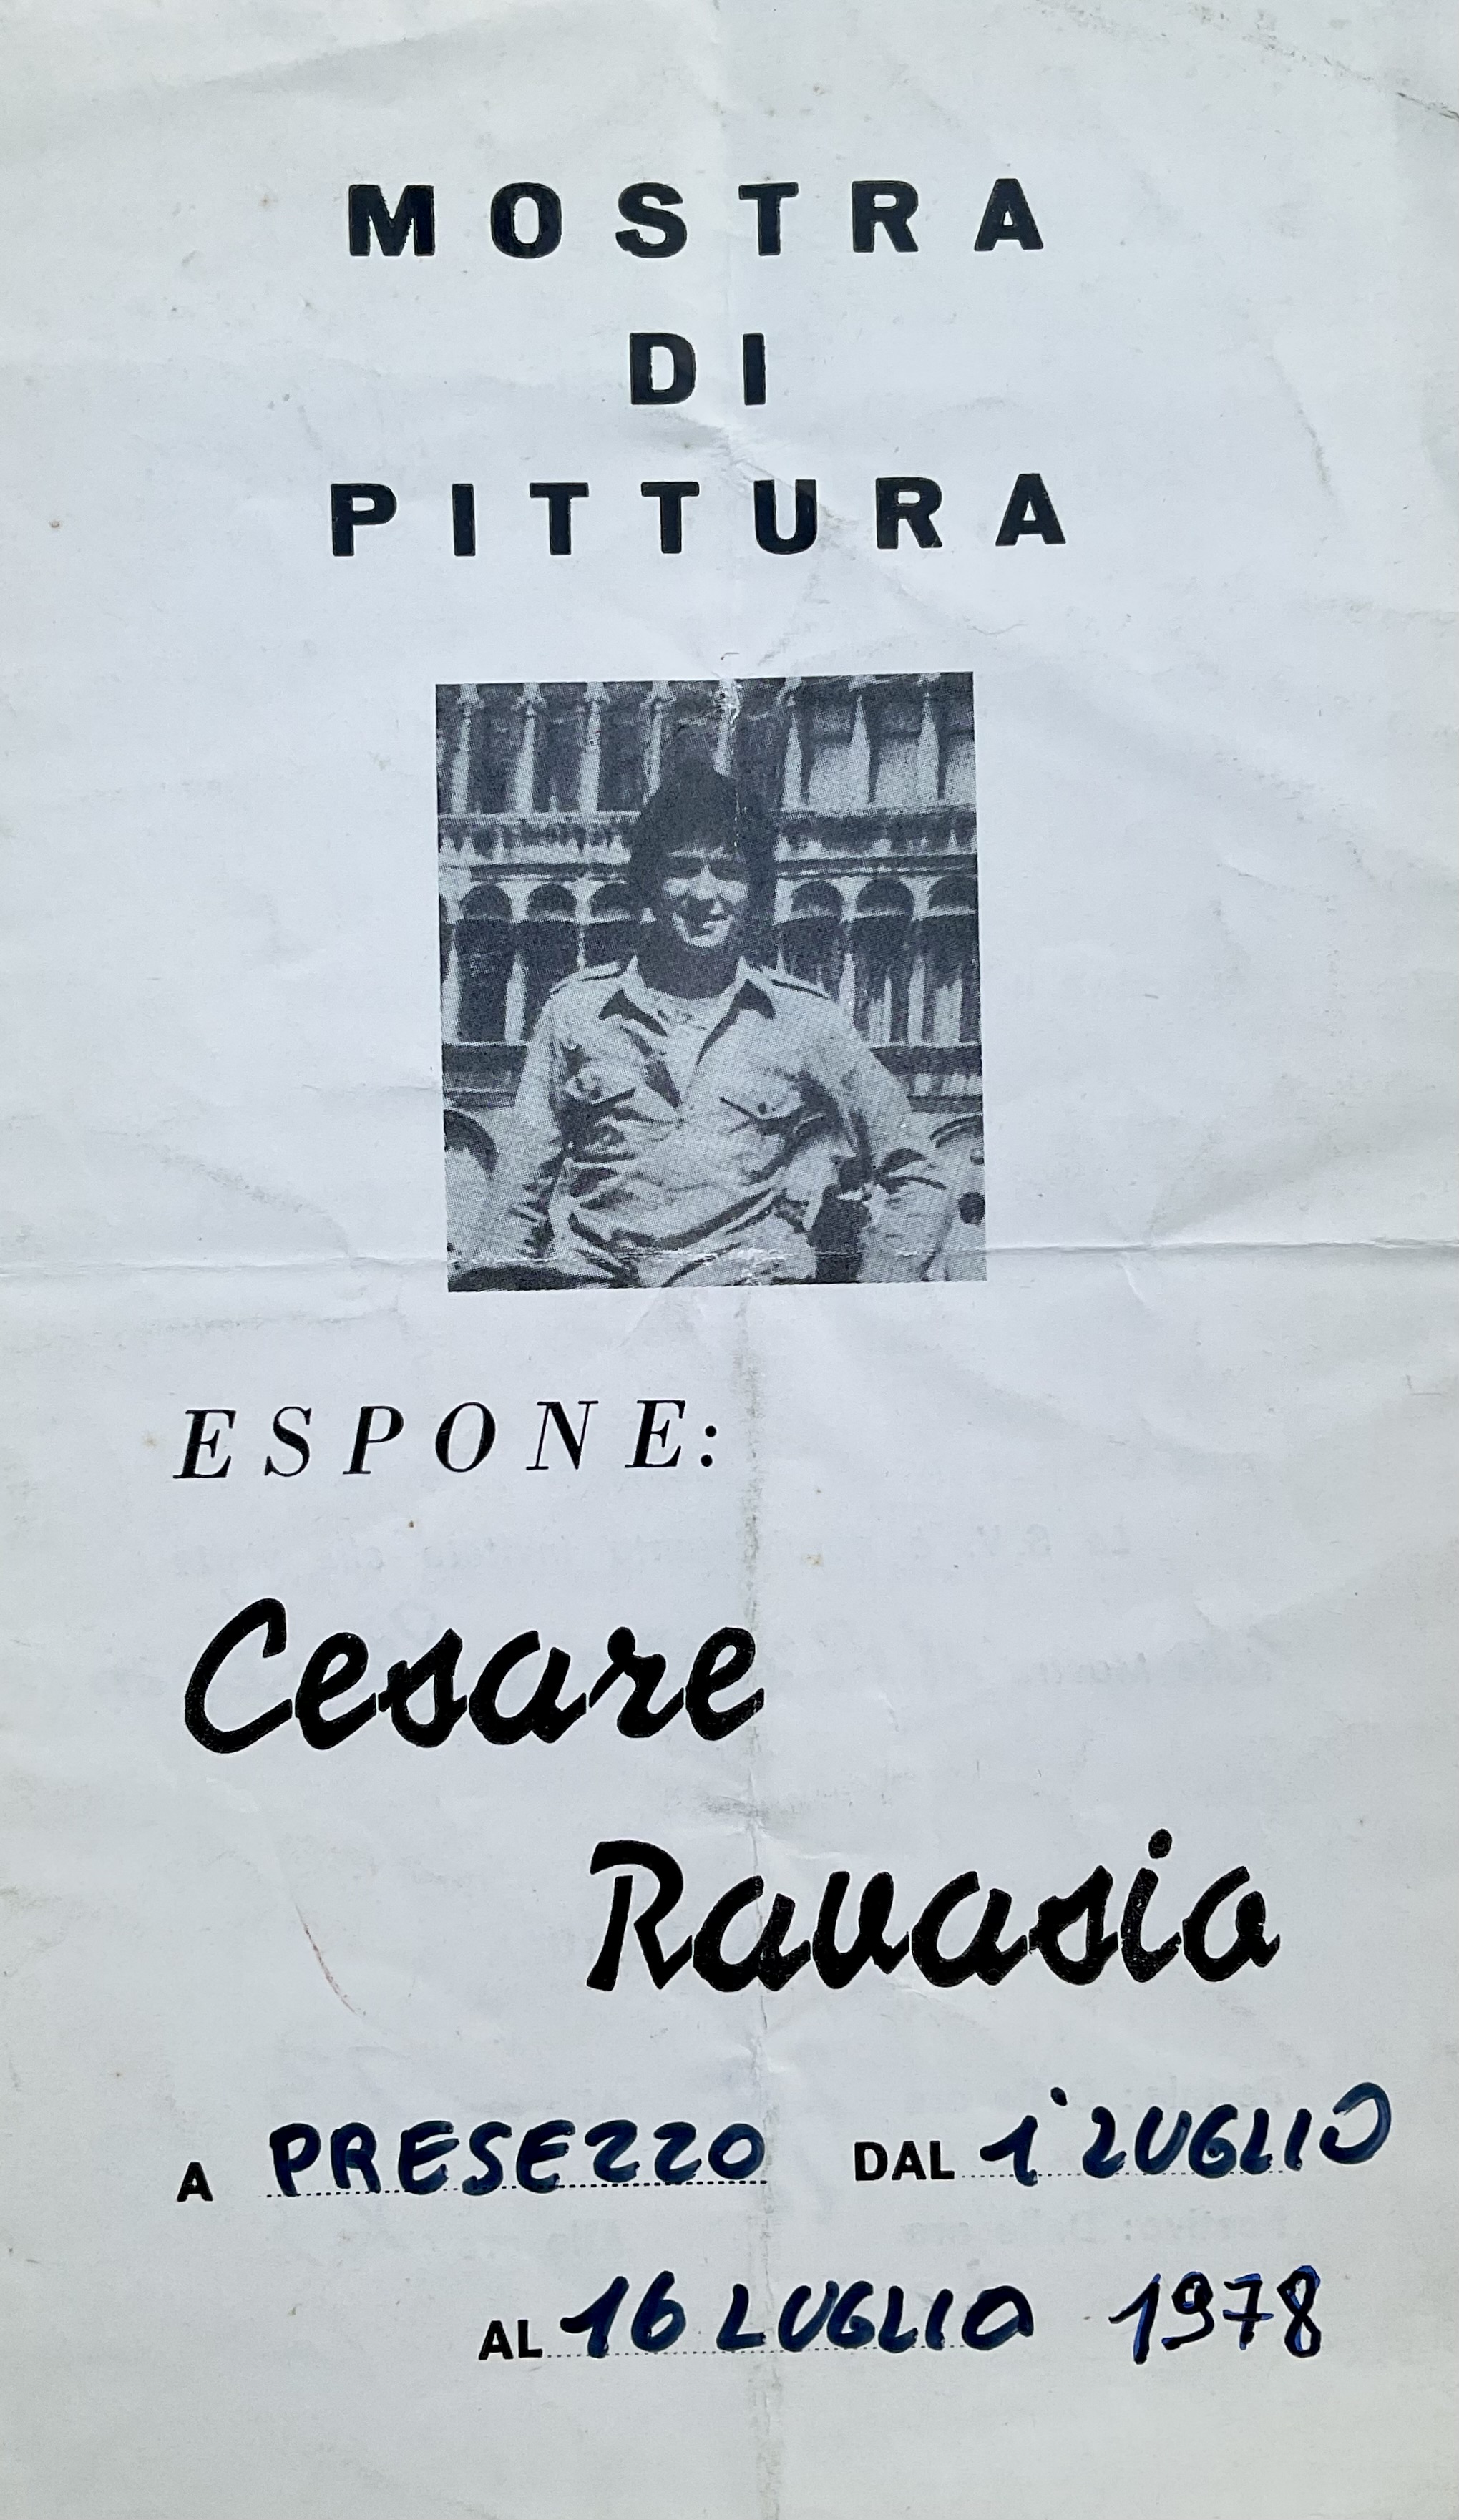 MOSTRA
DI
PITTURA
ESPONE:
Cesare
Ravasia
A PRESEZZO DAL 1° LUGLIO
AL 16 LUGLIO 1978